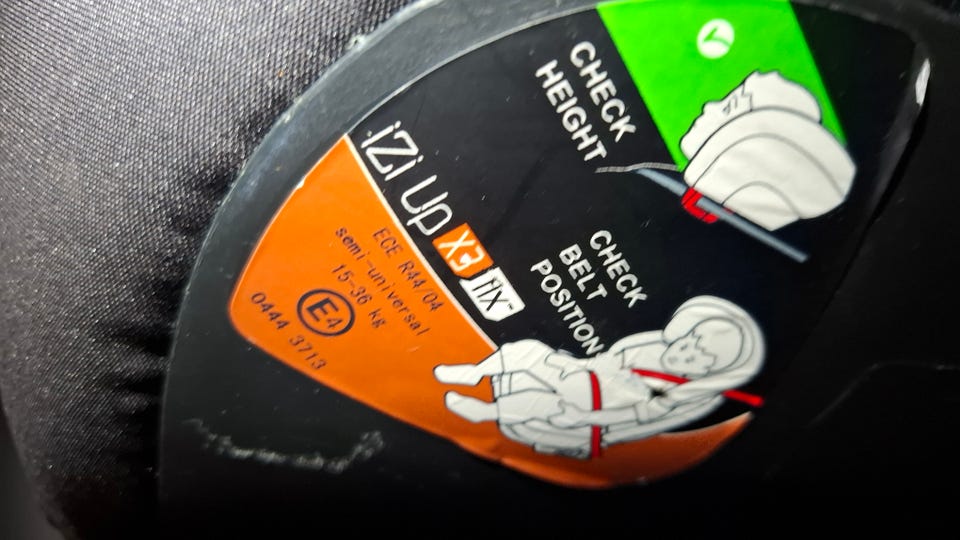 CHECK
HEIGHT
iZi Up X3 fix™
ECE R44/04
semi-universal
15-36 kg
E4
0444 3713
CHECK
BELT
POSITION